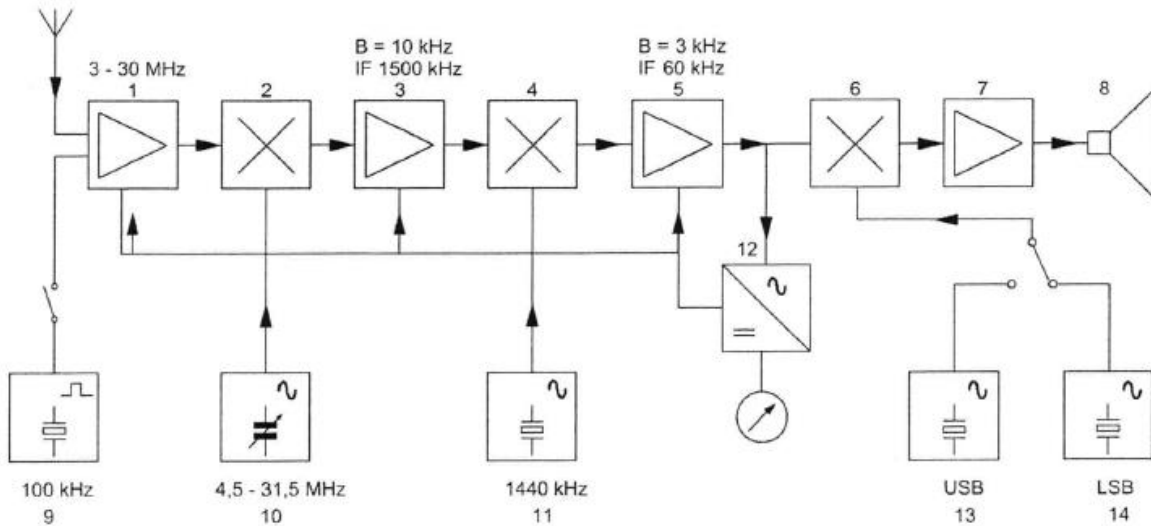 B = 10 kHz
IF 1500 kHz
B = 3 kHz
IF 60 kHz
3 - 30 MHz
1
2
3
4
5
6
7
8
12
100 kHz
9
4,5 - 31,5 MHz
10
1440 kHz
11
USB
13
LSB
14